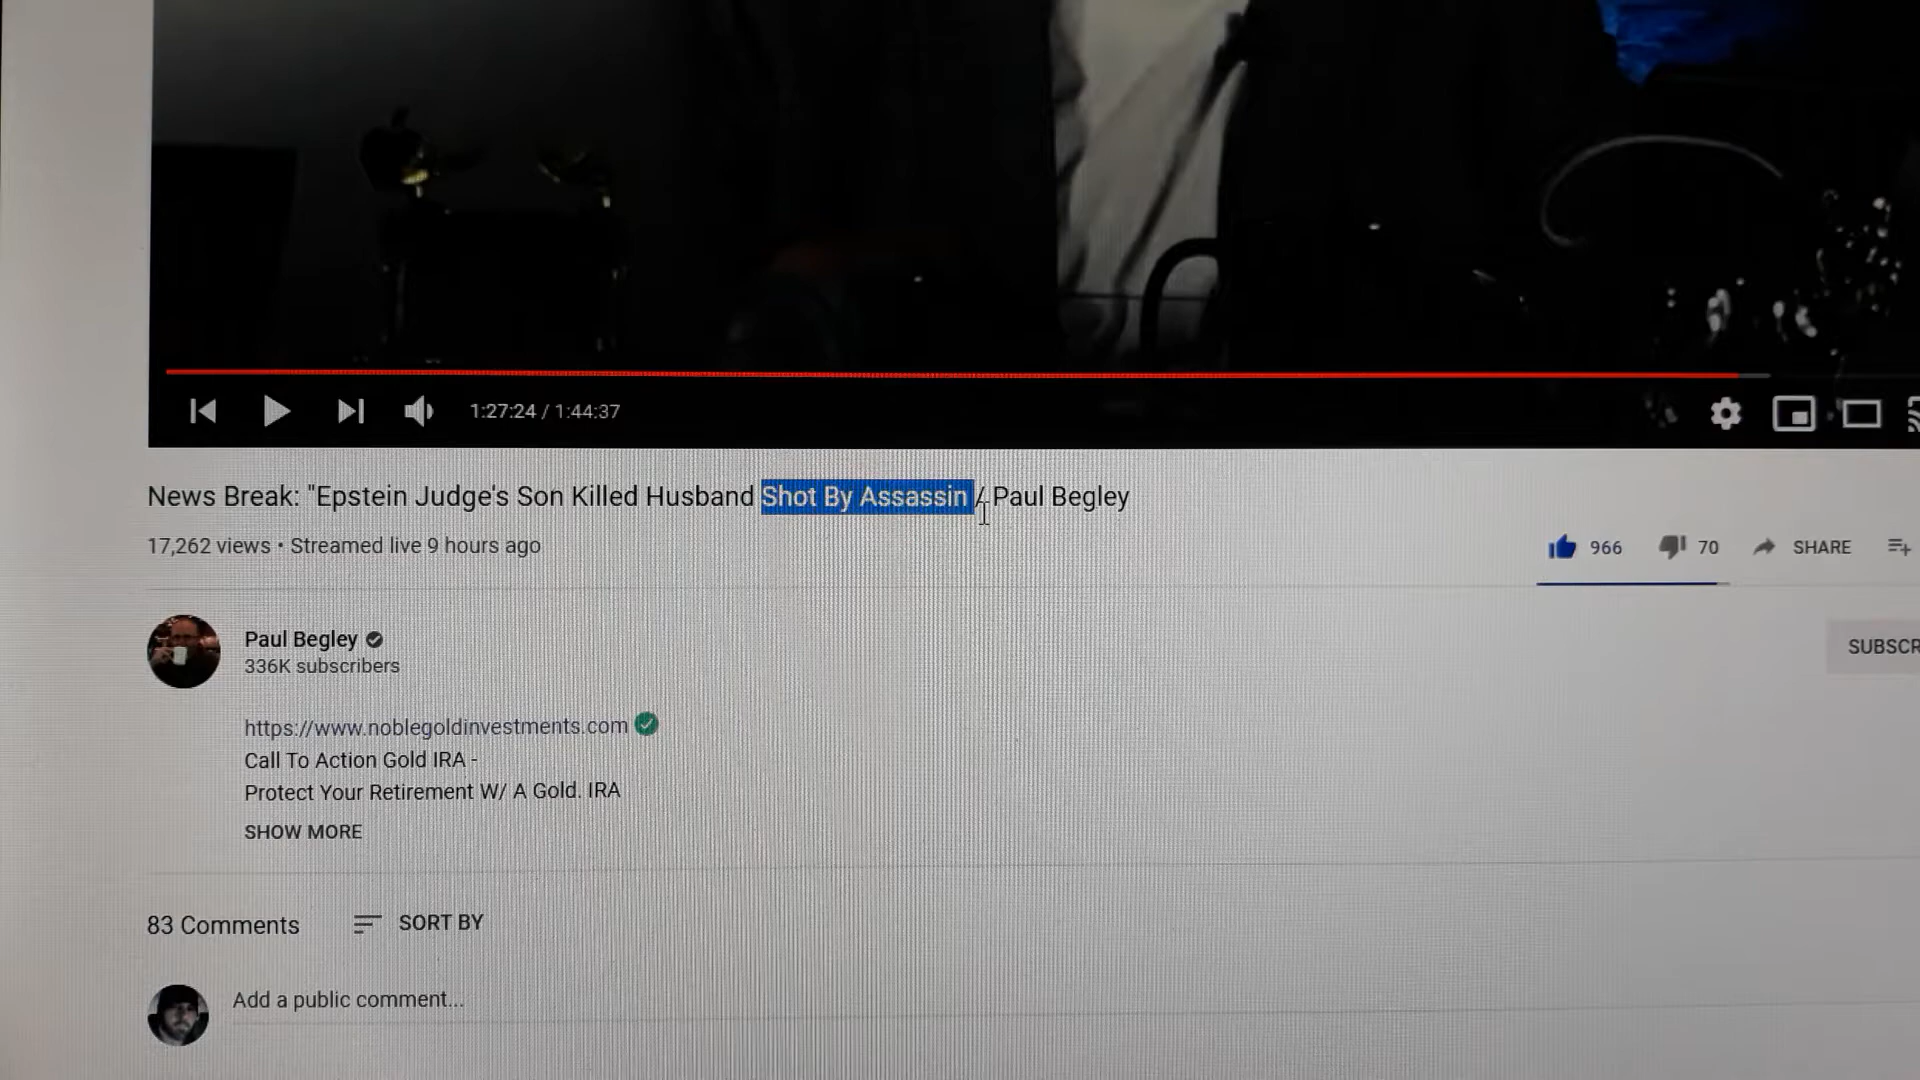 1:27:24 / 1:44:37
News Break: "Epstein Judge's Son Killed Husband Shot By Assassin / Paul Begley
17,262 views • Streamed live 9 hours ago
966
70
SHARE
Paul Begley
336K subscribers
SUBSCR
https://www.noblegoldinvestments.com
Call To Action Gold IRA -
Protect Your Retirement W/ A Gold. IRA
SHOW MORE
83 Comments
SORT BY
Add a public comment...